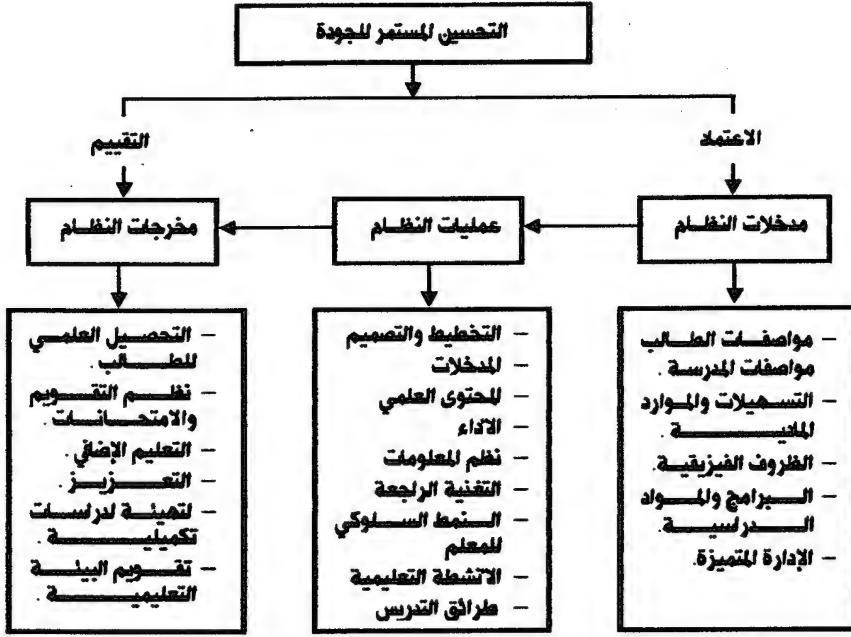 التحسين المستمر للجودة
الاعتماد
التقييم
مدخلات النظام
عمليات النظام
مخرجات النظام
– مواصفات الطالب
مواصفات المدرسة .
– التسهيلات والموارد
المادية .
– الظروف الفيزيقية.
– البرامج والمواد
الدراسية.
– الإدارة المتميزة.
– التخطيط والتصميم
– المدخلات
– المحتوى العلمي
– الأداء
– نظم المعلومات
– التغنية الراجعة
– النمط السلوكي
للمعلم
– الأنشطة التعليمية
– طرائق التدريس
– التحصيل العلمي
للطالب .
– نظم التقويم
والامتحانات .
– التعليم الإضافي .
– التعزيز .
– لتهيئة لدراسات
تكميلية .
– تقويم البيئة
التعليمية .